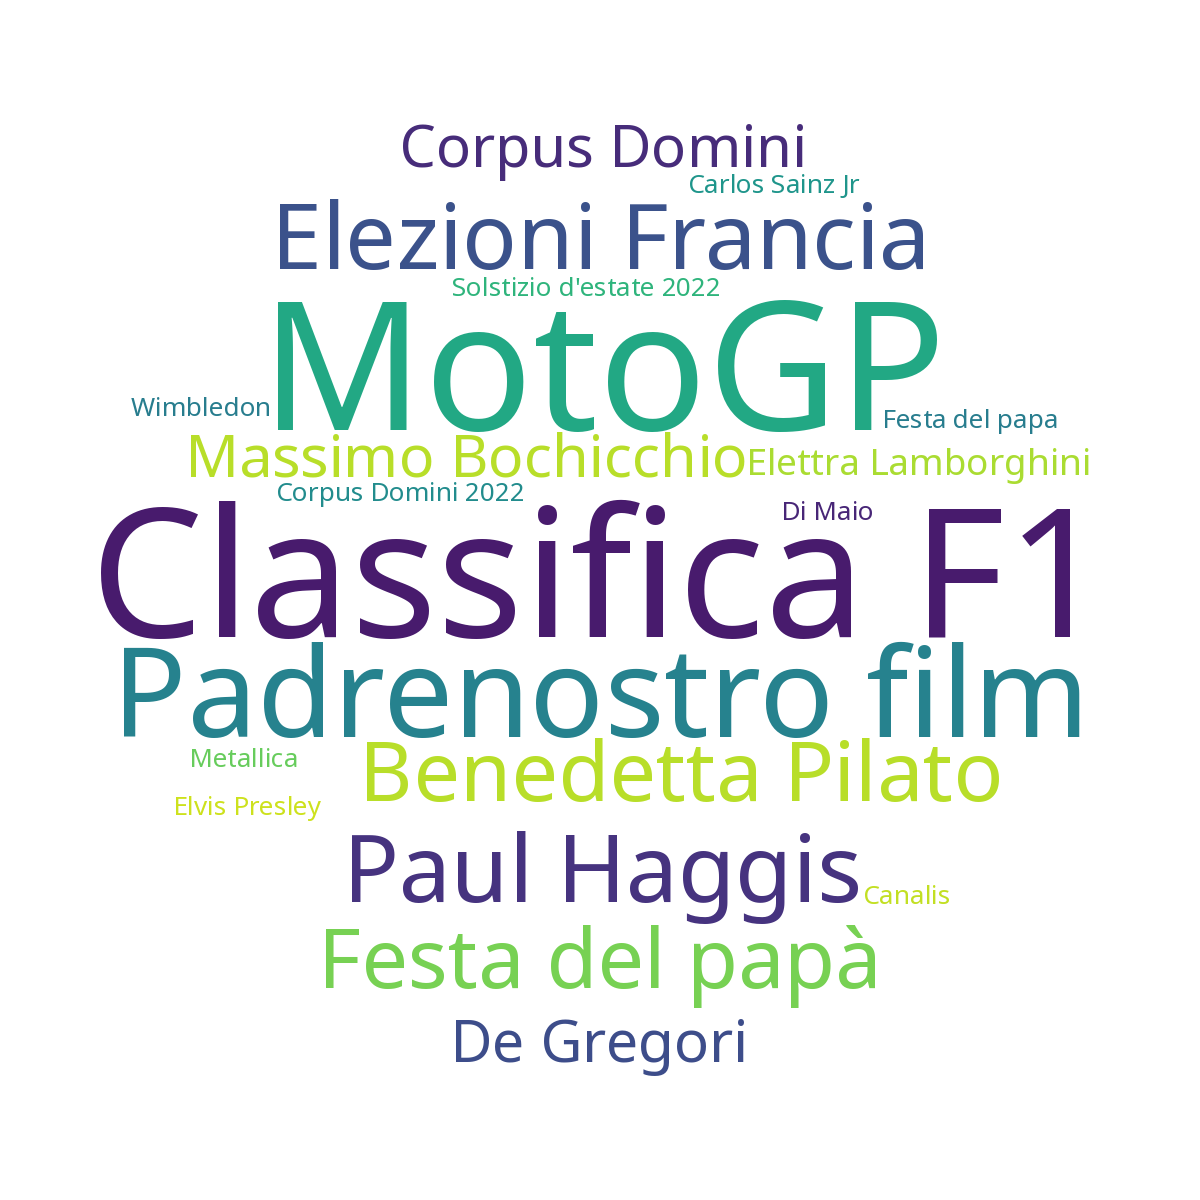 Corpus Domini
Carlos Sainz Jr
Elezioni Francia
Solstizio d'estate 2022
MotoGP
Wimbledon
Festa del papa
Massimo Bochicchio
Elettra Lamborghini
Corpus Domini 2022
Di Maio
Classifica F1
Padrenostro film
Metallica
Benedetta Pilato
Elvis Presley
Paul Haggis
Canalis
Festa del papà
De Gregori